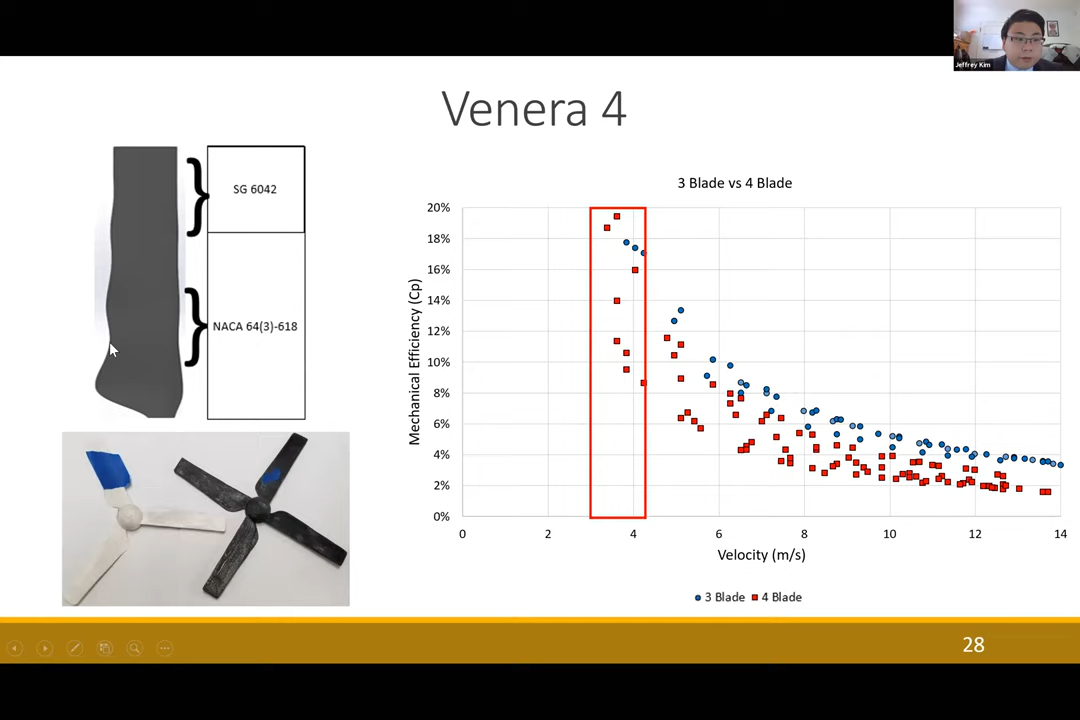 Jeffrey Kim
Venera 4
SG 6042
NACA 64(3)-618
3 Blade vs 4 Blade
Mechanical Efficiency (Cp)
20%
18%
16%
14%
12%
10%
8%
6%
4%
2%
0%
0 2 4 6 8 10 12 14
Velocity (m/s)
3 Blade 4 Blade
28